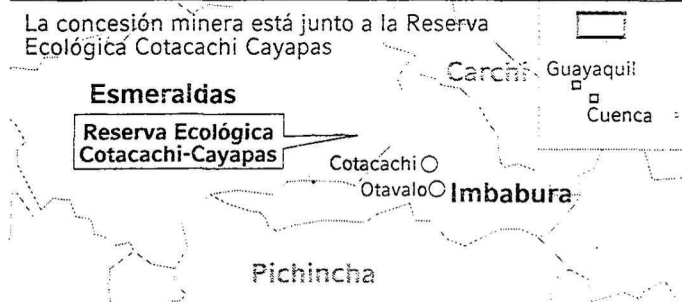 La concesión minera está junto a la Reserva
Ecológica Cotacachi Cayapas
Carchi
Guayaquil
Cuenca
Esmeraldas
Reserva Ecológica
Cotacachi-Cayapas
Cotacachi
Otavalo
Imbabura
Pichincha